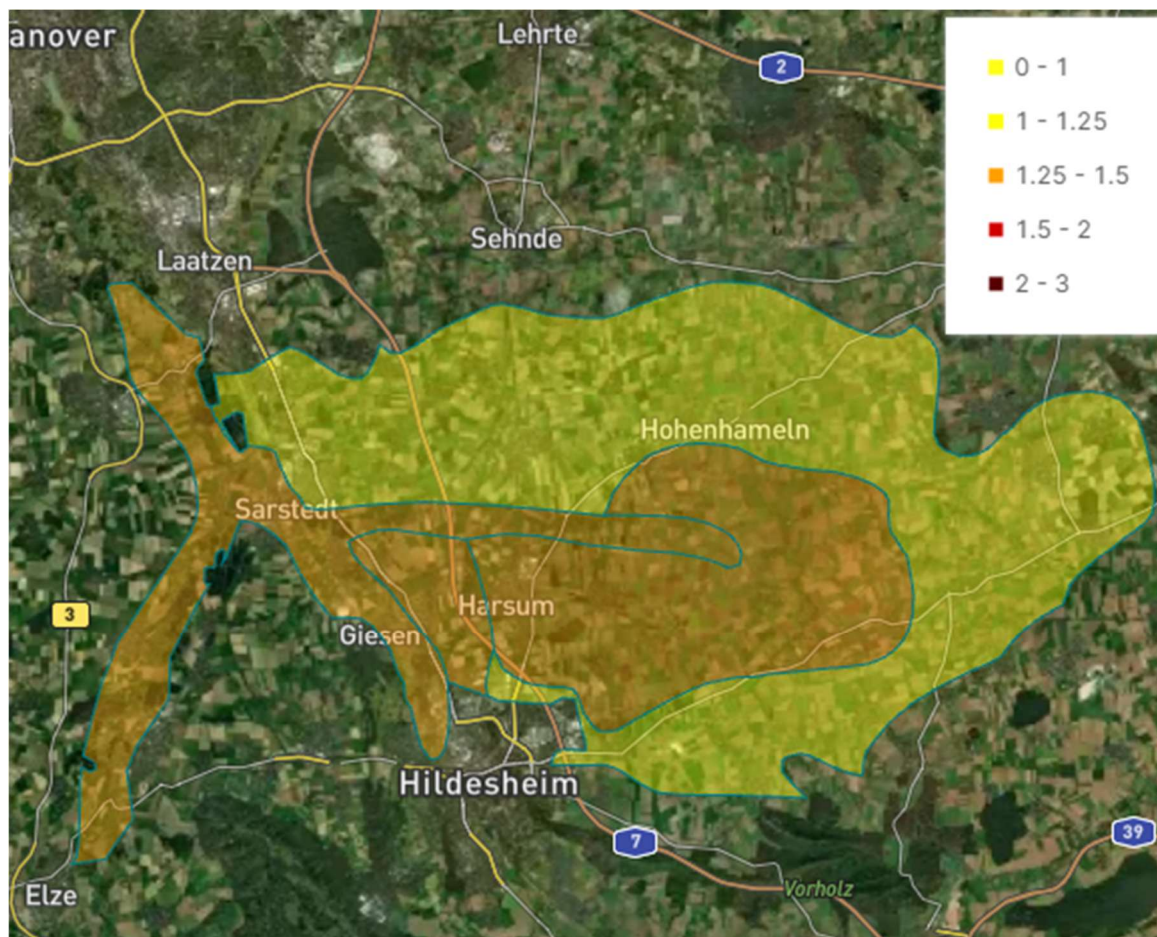 anover
Lehrte
2
0 - 1
1 - 1.25
1.25 - 1.5
1.5 - 2
2 - 3
Sehnde
Laatzen
Hohenhameln
Sarstedt
3
Harsum
Giesen
Hildesheim
7
39
Vorholz
Elze